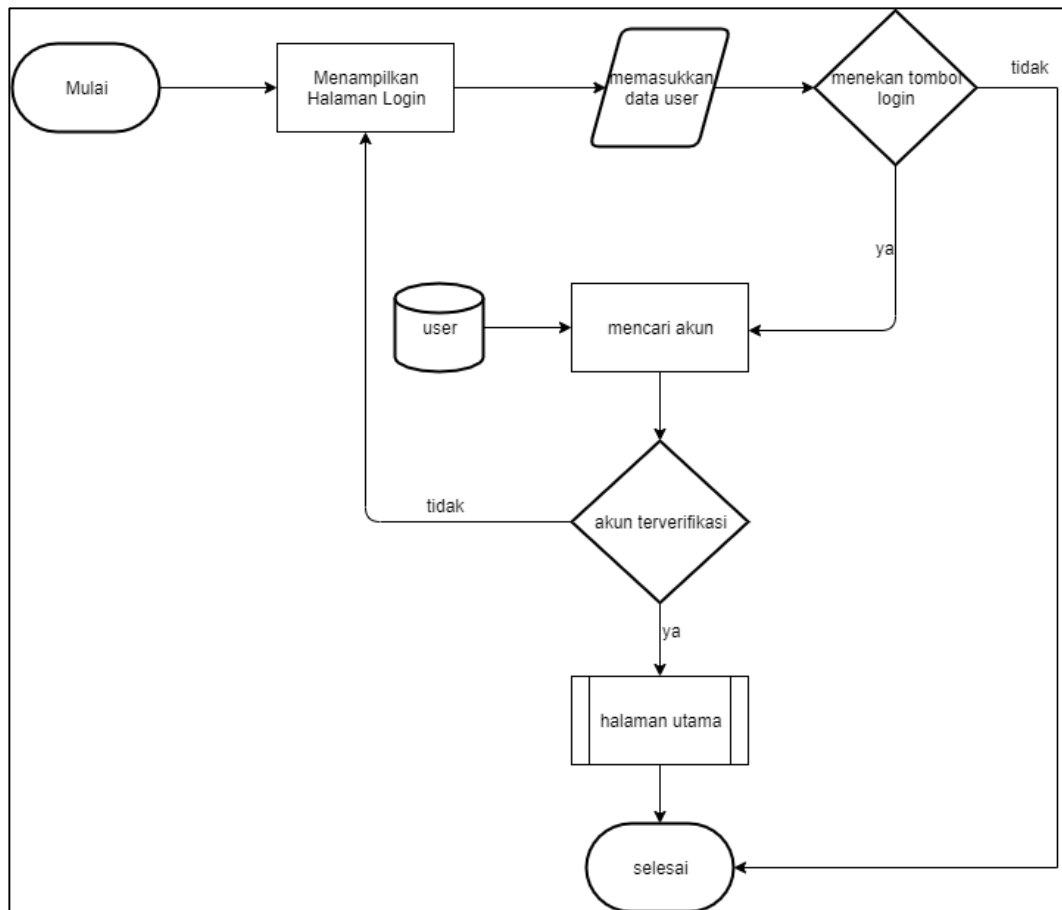 Mulai
Menampilkan
Halaman Login
memasukkan
data user
menekan tombol
login
tidak
ya
user
mencari akun
tidak
akun terverifikasi
ya
halaman utama
selesai